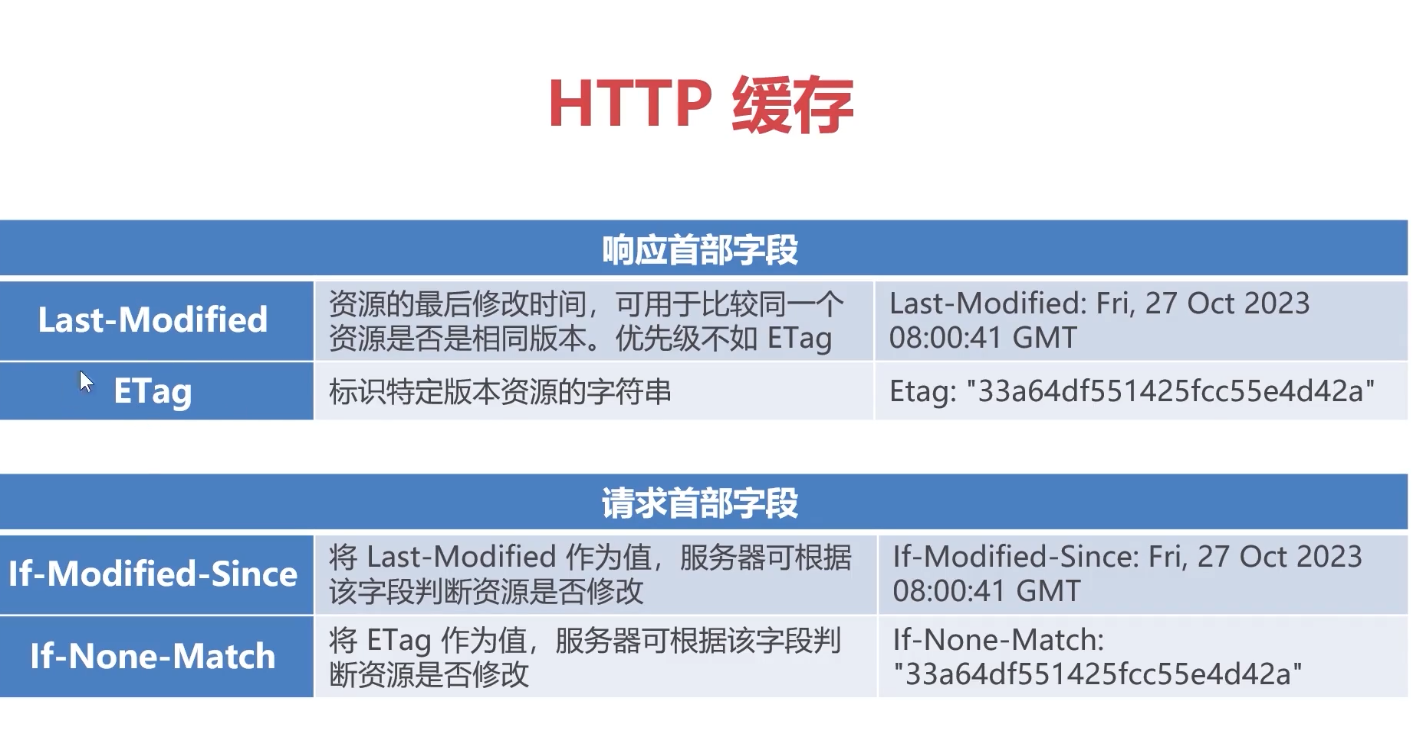 HTTP 缓存
响应首部字段
Last-Modified
资源的最后修改时间，可用于比较同一个
资源是否是相同版本。优先级不如 ETag
Last-Modified: Fri, 27 Oct 2023
08:00:41 GMT
ETag
标识特定版本资源的字符串
Etag: "33a64df551425fcc55e4d42a"
请求首部字段
If-Modified-Since
将 Last-Modified 作为值，服务器可根据
该字段判断资源是否修改
If-Modified-Since: Fri, 27 Oct 2023
08:00:41 GMT
If-None-Match
将 ETag 作为值，服务器可根据该字段判
断资源是否修改
If-None-Match:
"33a64df551425fcc55e4d42a"